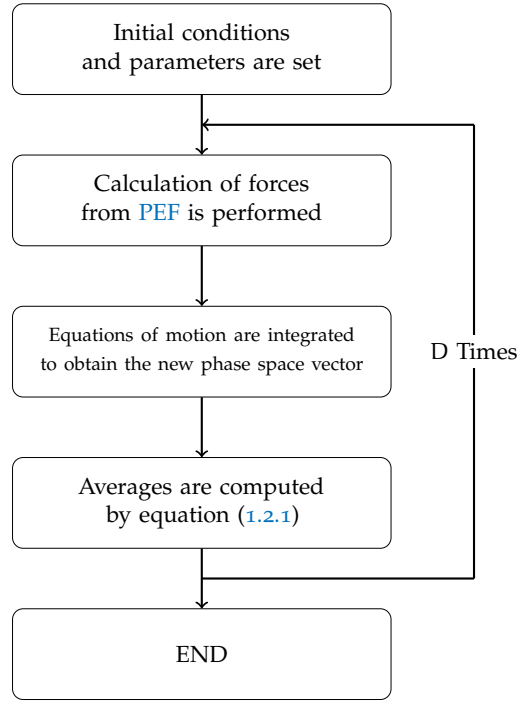 Initial conditions
and parameters are set
Calculation of forces
from PEF is performed
Equations of motion are integrated
to obtain the new phase space vector
D Times
Averages are computed
by equation (1.2.1)
END